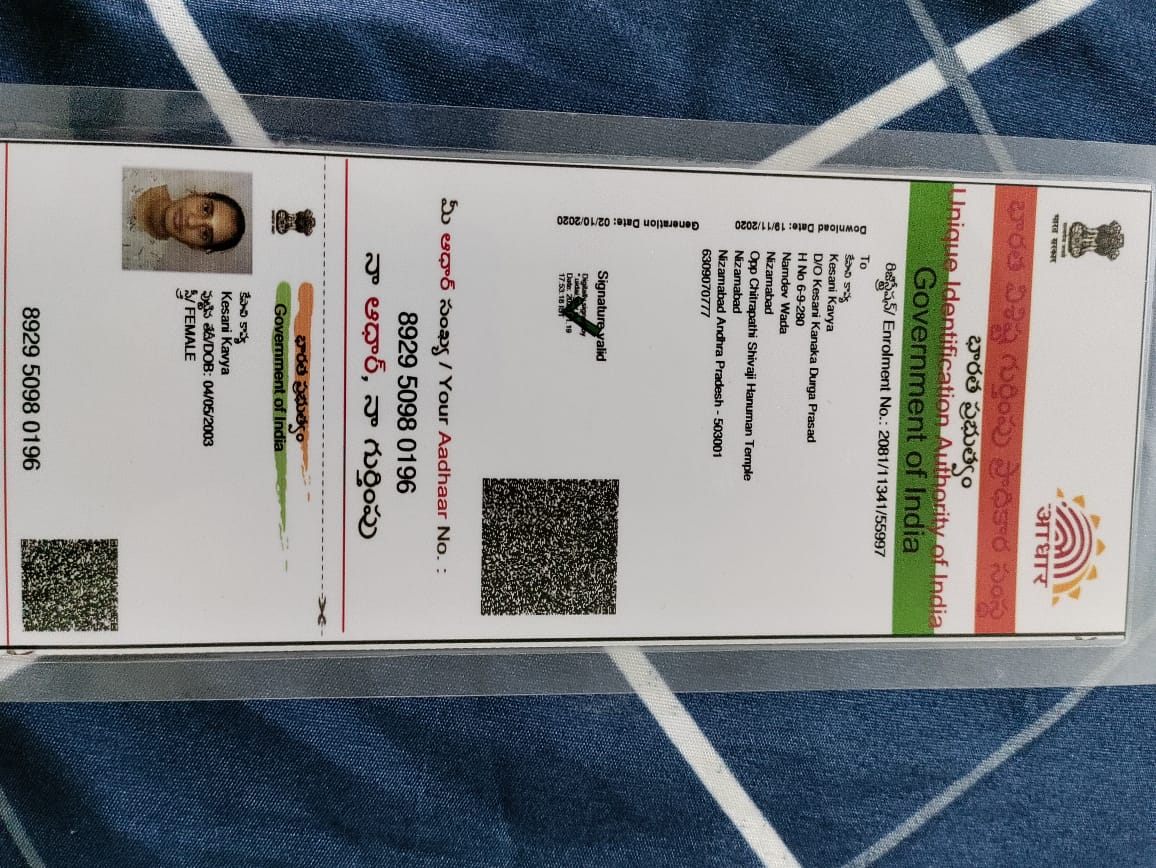 भारत सरकार
आधार
భారత విశిష్ట గుర్తింపు ప్రాధికార సంస్థ
భారత ప్రభుత్వం
Unique Identification Authority of India
Government of India
రిజిస్ట్రేషన్/ Enrolment No.: 2081/11341/55997
Download Date: 19/11/2020
Generation Date: 02/10/2020
To
కేసాని కావ్య
Kesani Kavya
D/O Kesani Kanaka Durga Prasad
H No 6-9-280
Namdev Wada
Nizamabad
Opp Chitrapathi Shivaji Hanuman Temple
Nizamabad
Nizamabad Andhra Pradesh - 503001
6309070777
Signature valid
Digitally signed by
Date:
17:53:18 IST
మీ ఆధార్ సంఖ్య / Your Aadhaar No. :
8929 5098 0196
నా ఆధార్, నా గుర్తింపు
భారత ప్రభుత్వం
Government of India
కేసాని కావ్య
Kesani Kavya
పుట్టిన తేదీ/DOB: 04/05/2003
స్త్రీ/ FEMALE
8929 5098 0196